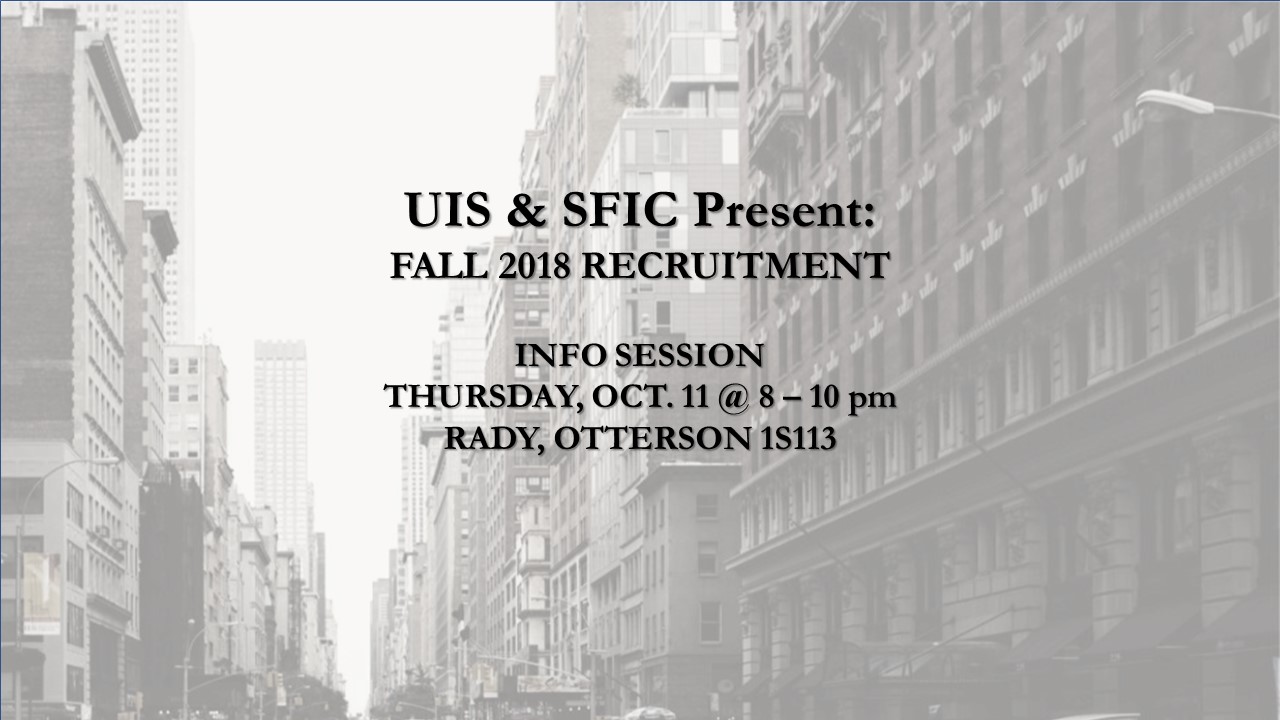 UIS & SFIC Present:
FALL 2018 RECRUITMENT
INFO SESSION
THURSDAY, OCT. 11 @ 8 – 10 pm
RADY, OTTERSON 1S113